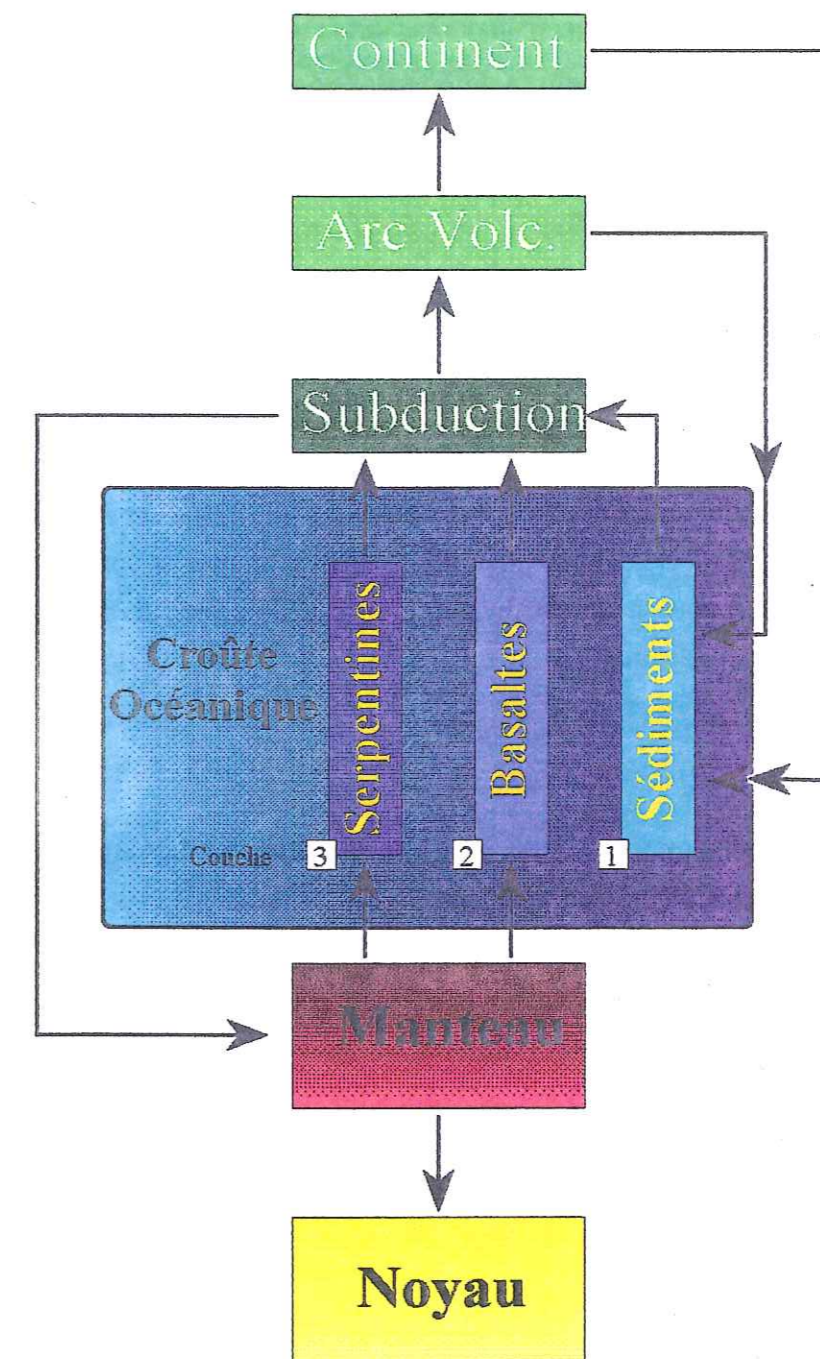 Continent
Arc Volc.
Subduction
Croûte
Océanique
Serpentines
Basaltes
Sédiments
Couche
3
2
1
Manteau
Noyau